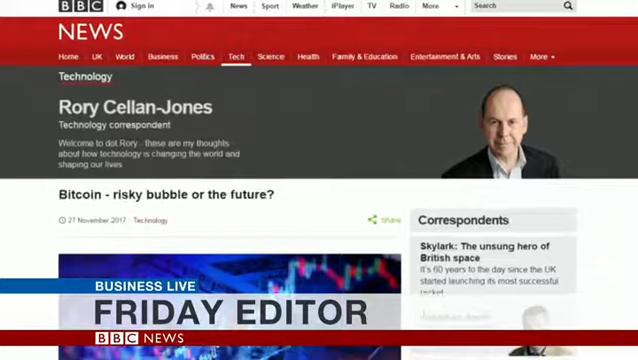 BBC
Sign in
News Sport Weather iPlayer TV Radio More
Search
NEWS
Home UK World Business Politics Tech Science Health Family & Education Entertainment & Arts Stories More
Technology
Rory Cellan-Jones
Technology correspondent
Welcome to dot.Rory - these are my thoughts
about how technology is changing the world and
shaping our lives
Bitcoin - risky bubble or the future?
27 November 2017 Technology
Share
Correspondents
Skylark: The unsung hero of
British space
It's 60 years to the day since the UK
started launching its most successful
rocket
BUSINESS LIVE
FRIDAY EDITOR
BBC NEWS